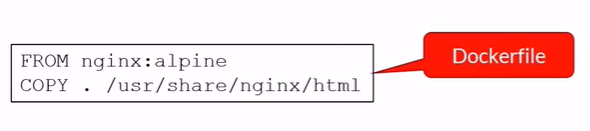 FROM nginx:alpine
COPY . /usr/share/nginx/html
Dockerfile